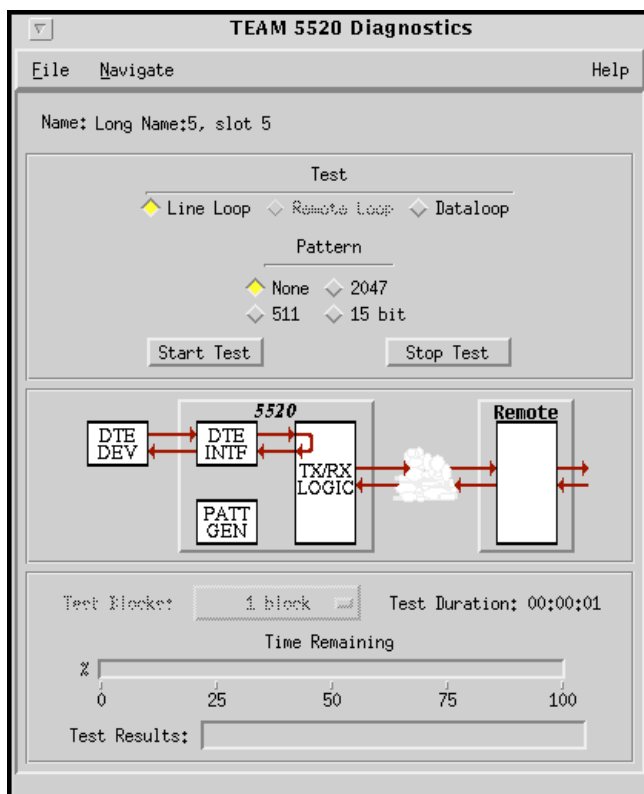 TEAM 5520 Diagnostics
File Navigate Help
Name: Long Name:5, slot 5
Test
Line Loop Remote Loop Dataloop
Pattern
None 2047
511 15 bit
Start Test Stop Test
5520 Remote
DTE DEV
DTE INTF
TX/RX LOGIC
PATT GEN
Test Blocks: 1 block Test Duration: 00:00:01
Time Remaining
%
0 25 50 75 100
Test Results: